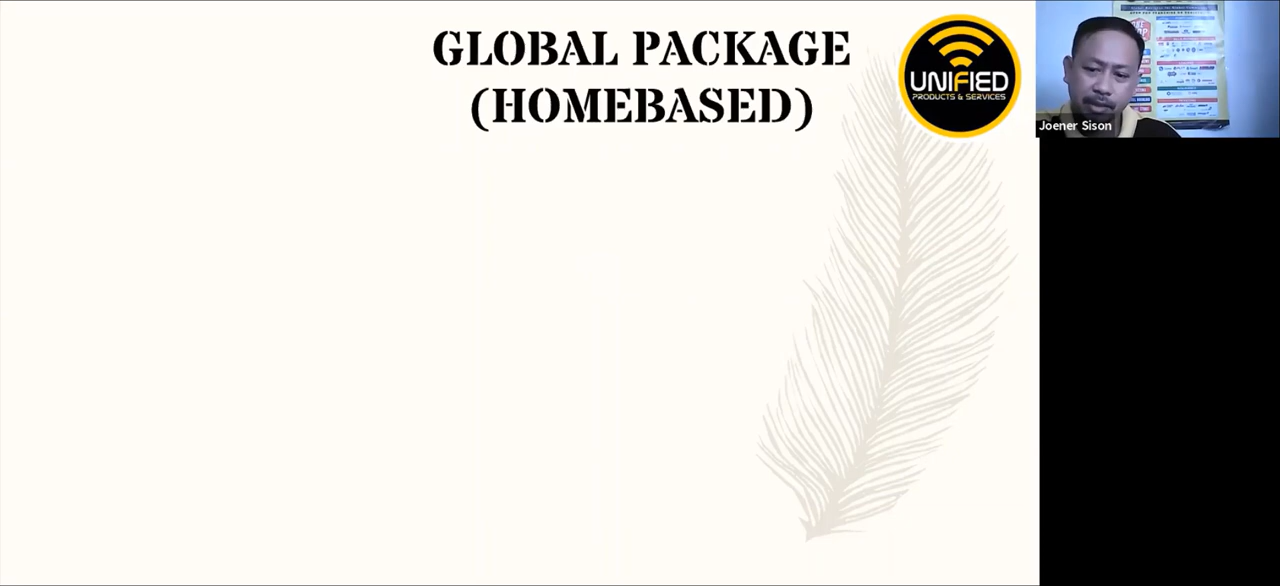 GLOBAL PACKAGE
(HOMEBASED)
UNIFIED
PRODUCTS & SERVICES
Joener Sison